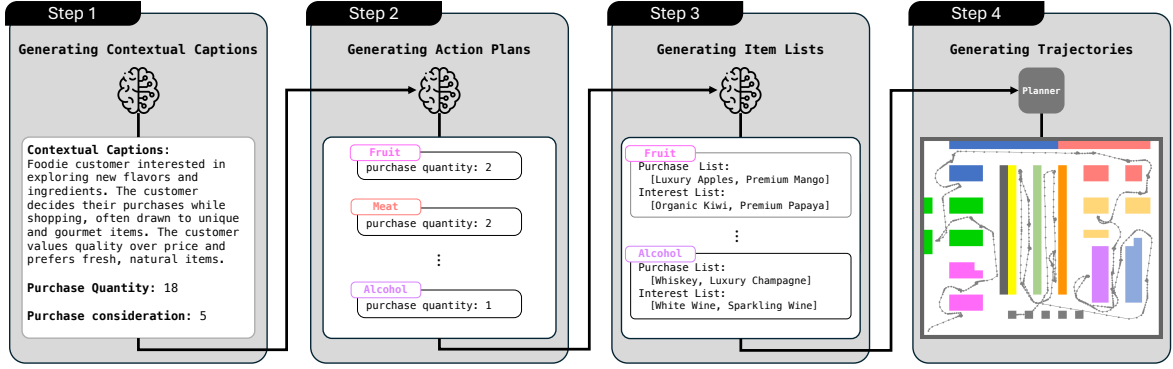 Step 1
Generating Contextual Captions
Contextual Captions:
Foodie customer interested in
exploring new flavors and
ingredients. The customer
decides their purchases while
shopping, often drawn to unique
and gourmet items. The customer
values quality over price and
prefers fresh, natural items.
Purchase Quantity: 18
Purchase consideration: 5
Step 2
Generating Action Plans
Fruit
purchase quantity: 2
Meat
purchase quantity: 2
⋮
Alcohol
purchase quantity: 1
Step 3
Generating Item Lists
Fruit
Purchase List:
[Luxury Apples, Premium Mango]
Interest List:
[Organic Kiwi, Premium Papaya]
⋮
Alcohol
Purchase List:
[Whiskey, Luxury Champagne]
Interest List:
[White Wine, Sparkling Wine]
Step 4
Generating Trajectories
Planner